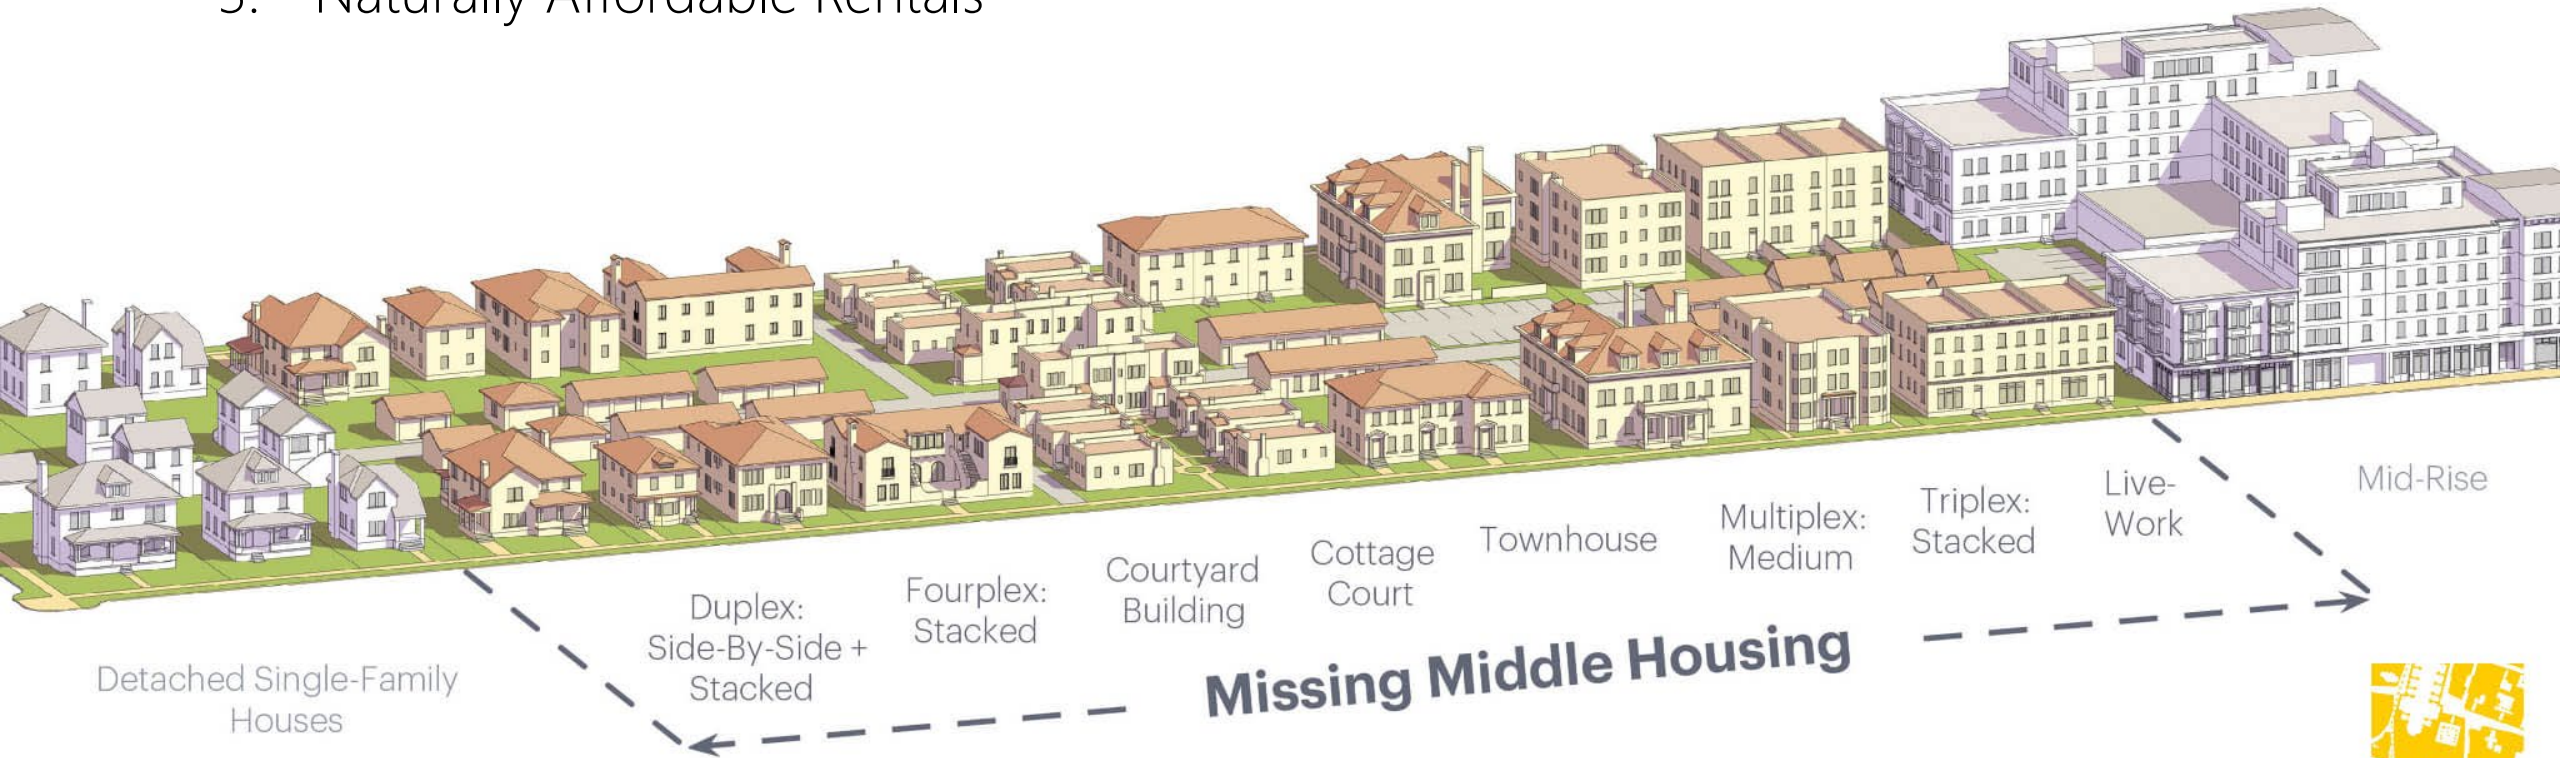 3. Naturally Affordable Rentals
Detached Single-Family
Houses
Duplex:
Side-By-Side +
Stacked
Fourplex:
Stacked
Courtyard
Building
Cottage
Court
Townhouse
Multiplex:
Medium
Triplex:
Stacked
Live-
Work
Mid-Rise
Missing Middle Housing